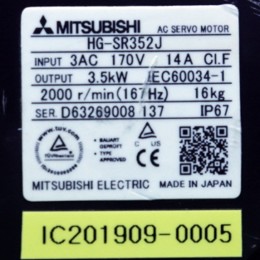 MITSUBISHI
AC SERVO MOTOR
HG-SR352J
INPUT 3AC 170V 14A Cl.F
OUTPUT 3.5kW IEC60034-1
2000 r/min(167Hz) 16kg
SER. D63269008 137 IP67
MITSUBISHI ELECTRIC MADE IN JAPAN
IC201909-0005